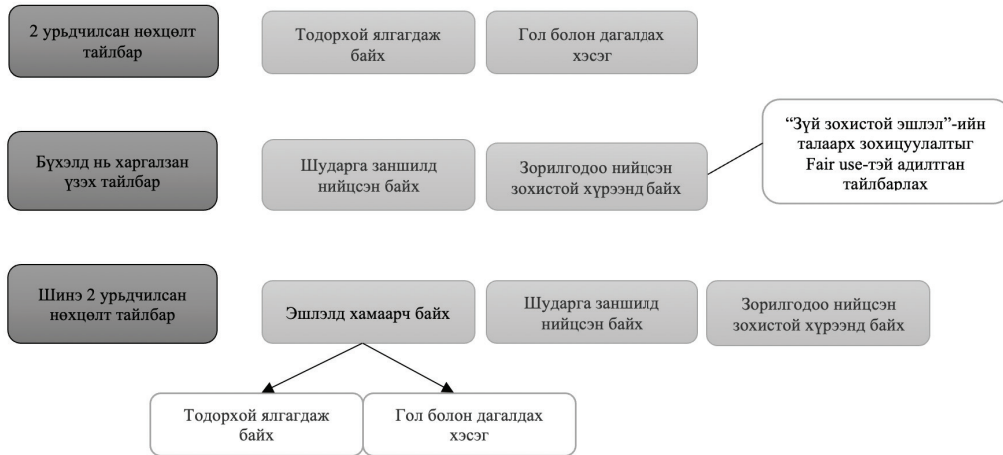 2 урьдчилсан нөхцөлт
тайлбар
Тодорхой ялгагдаж
байх
Гол болон дагалдах
хэсэг
Бүхэлд нь харгалзан
үзэх тайлбар
Шударга заншилд
нийцсэн байх
Зорилгодоо нийцсэн
зохистой хүрээнд байх
“Зүй зохистой эшлэл”-ийн
талаарх зохицуулалтыг
Fair use-тэй адилтган
тайлбарлах
Шинэ 2 урьдчилсан
нөхцөлт тайлбар
Эшлэлд хамаарч байх
Шударга заншилд
нийцсэн байх
Зорилгодоо нийцсэн
зохистой хүрээнд байх
Тодорхой ялгагдаж
байх
Гол болон дагалдах
хэсэг